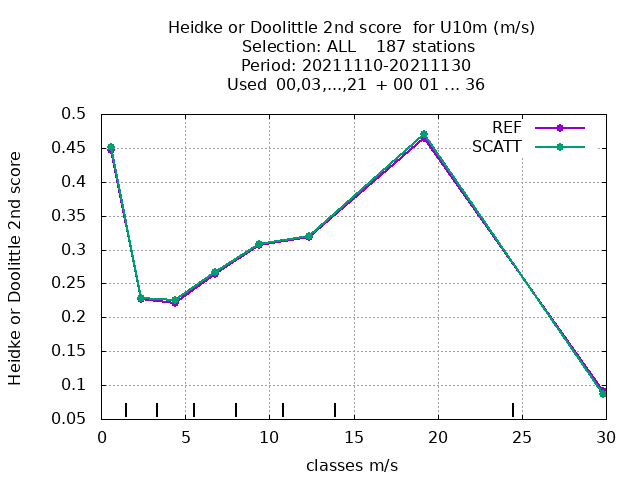 Heidke or Doolittle 2nd score  for U10m (m/s)
Selection: ALL    187 stations
Period: 20211110-20211130
Used  00,03,...,21  + 00 01 ... 36
REF
SCATT
Heidke or Doolittle 2nd score
0.5
0.45
0.4
0.35
0.3
0.25
0.2
0.15
0.1
0.05
0 5 10 15 20 25 30
classes m/s